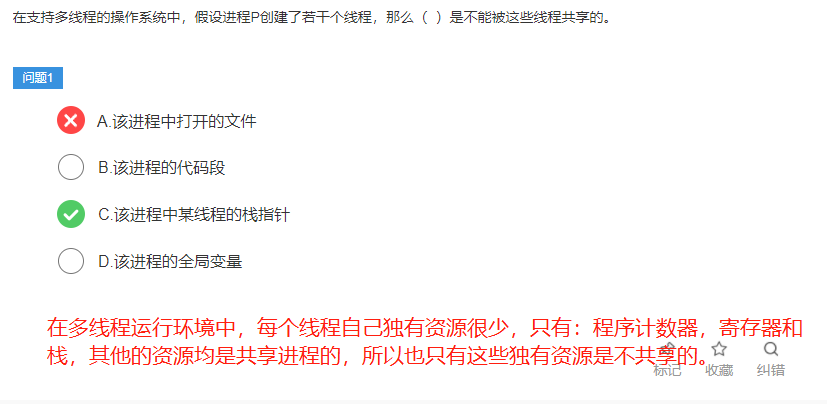 在支持多线程的操作系统中，假设进程P创建了若干个线程，那么（ ）是不能被这些线程共享的。
问题1
A.该进程中打开的文件
B.该进程的代码段
C.该进程中某线程的栈指针
D.该进程的全局变量
在多线程运行环境中，每个线程自己独有资源很少，只有：程序计数器，寄存器和
栈，其他的资源均是共享进程的，所以也只有这些独有资源是不共享的。
标记 收藏 纠错